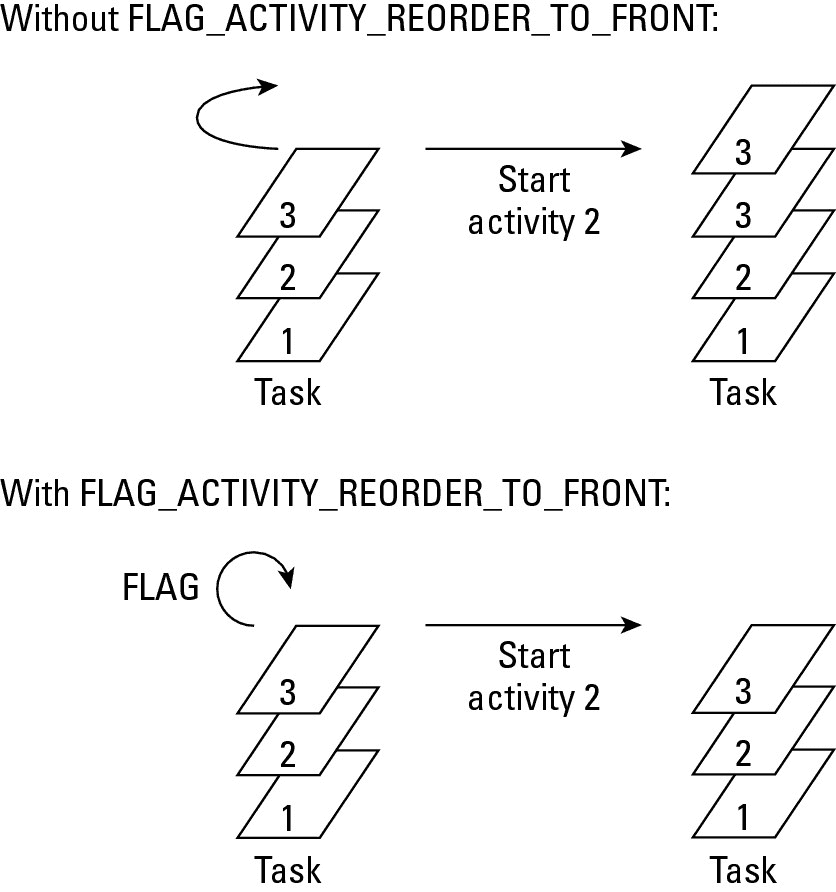 Without FLAG_ACTIVITY_REORDER_TO_FRONT:
3
2
1
Task
Start
activity 2
3
3
2
1
Task
With FLAG_ACTIVITY_REORDER_TO_FRONT:
FLAG
3
2
1
Task
Start
activity 2
3
2
1
Task